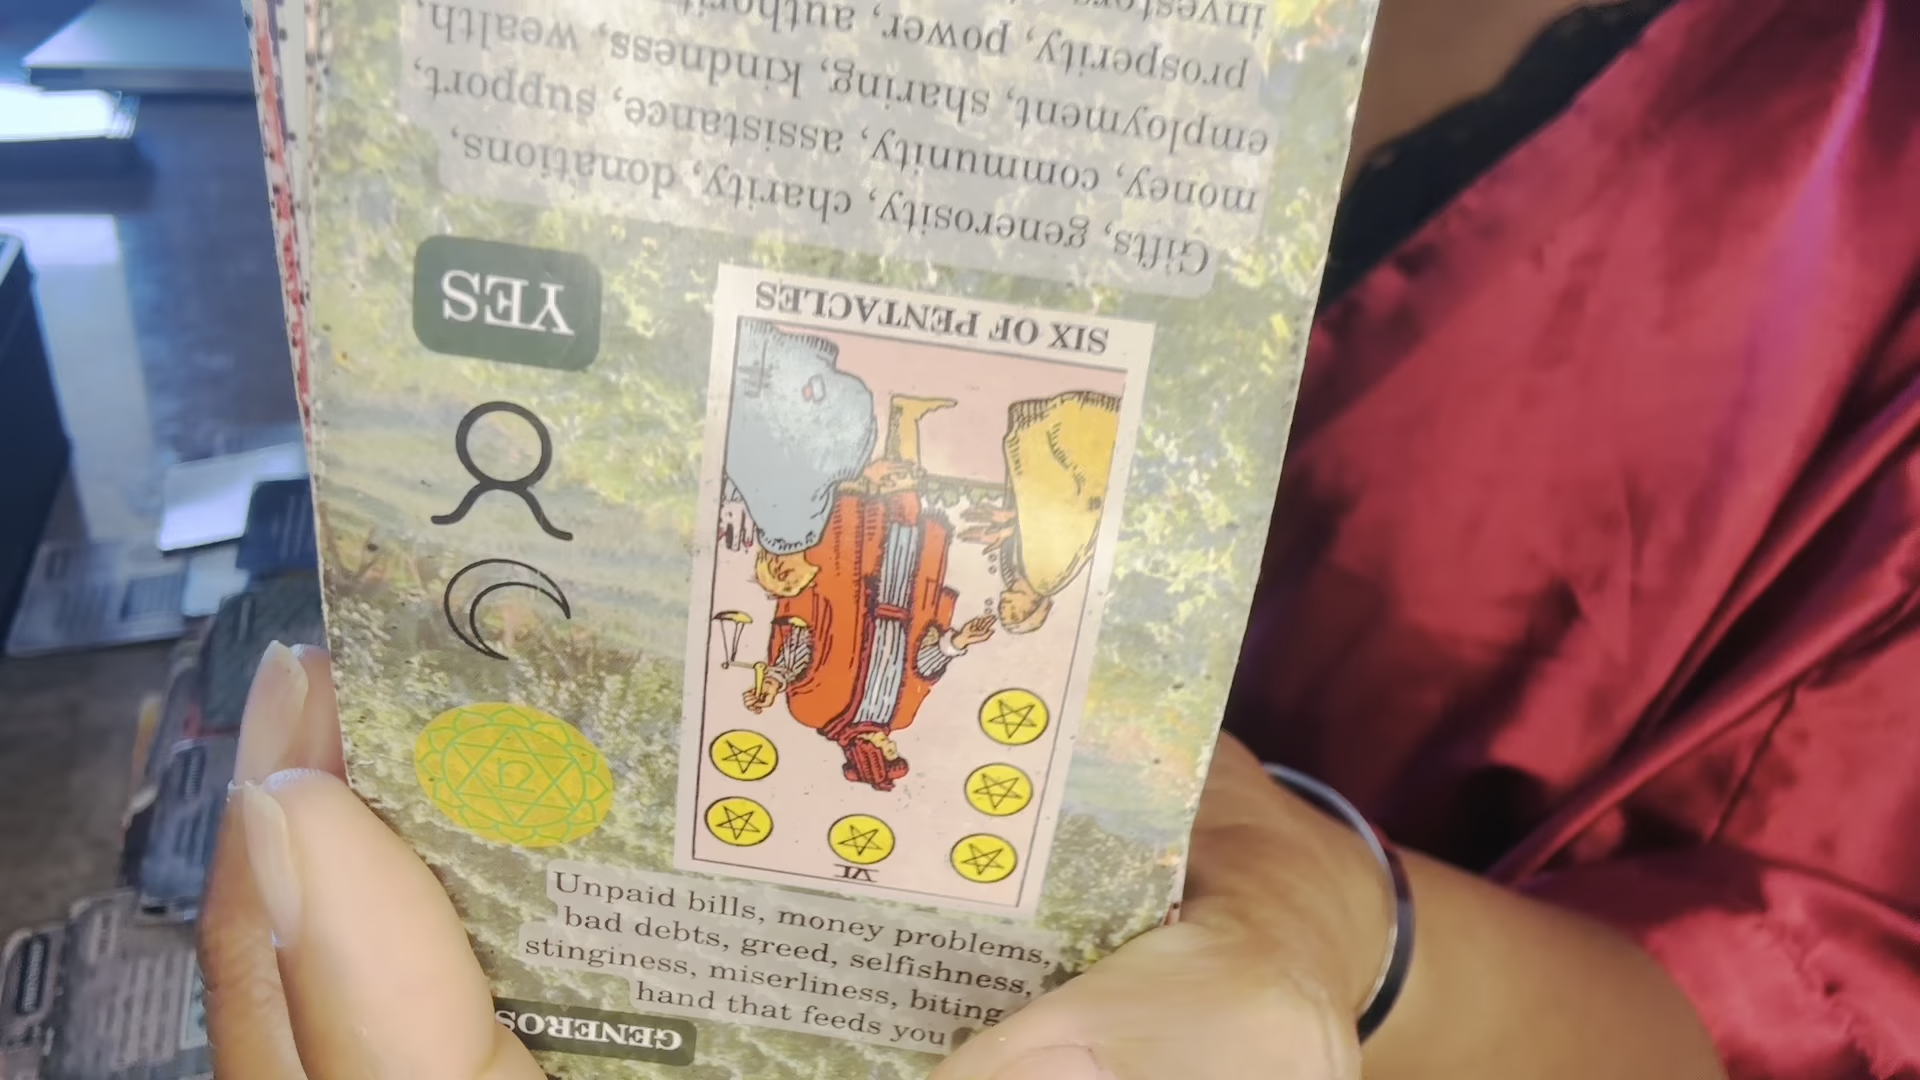 GENEROS
VI
SIX OF PENTACLES
YES
Gifts, generosity, charity, donations,
money, community, assistance, support,
employment, sharing, kindness, wealth,
prosperity, power,
Unpaid bills, money problems,
bad debts, greed, selfishness,
stinginess, miserliness, biting
hand that feeds you